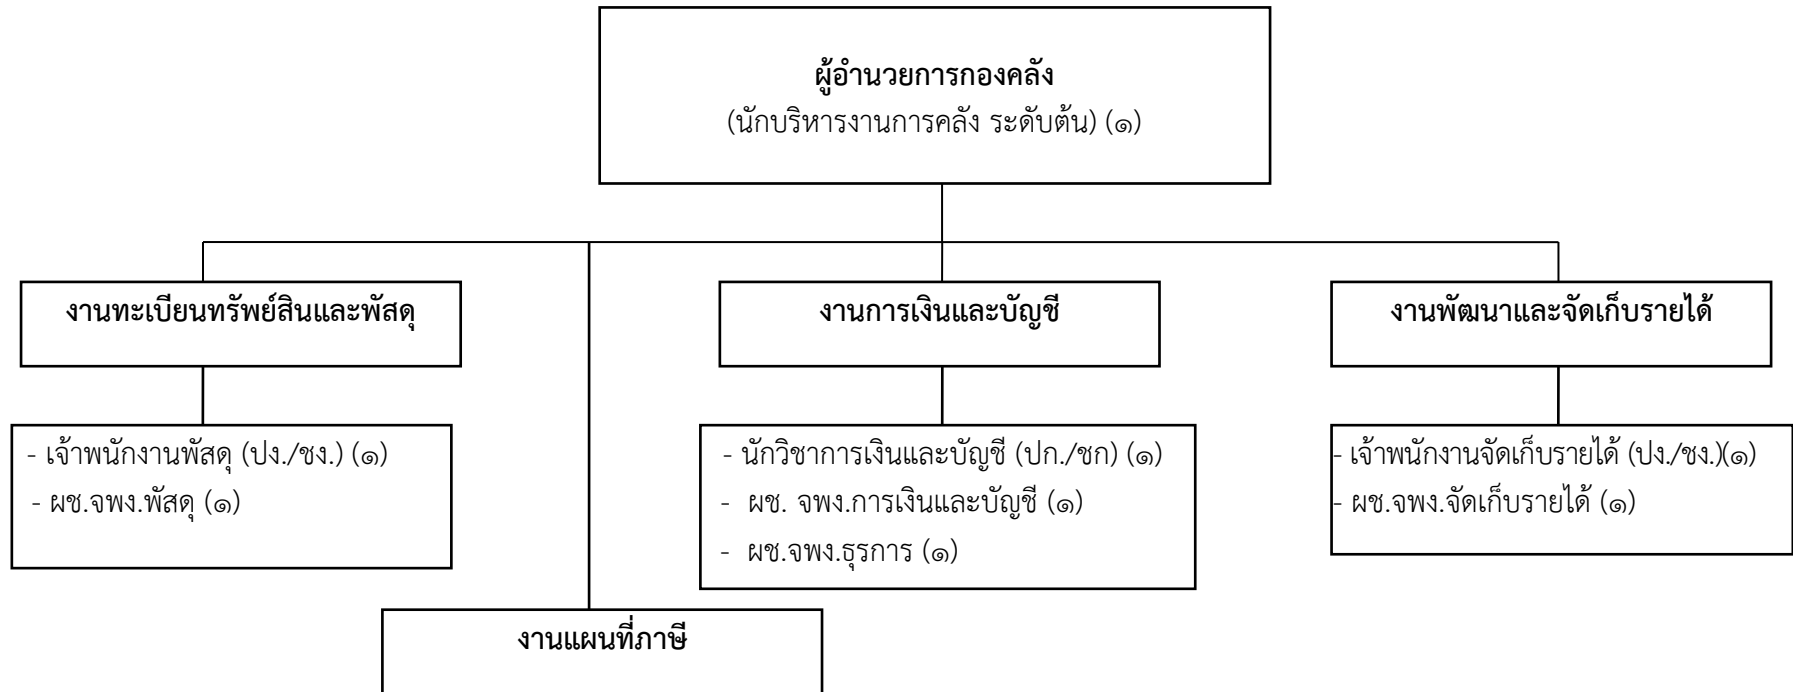 ผู้อำนวยการกองคลัง
(นักบริหารงานการคลัง ระดับต้น) (๑)
งานทะเบียนทรัพย์สินและพัสดุ
- เจ้าพนักงานพัสดุ (ปง./ชง.) (๑)
- ผช.จพง.พัสดุ (๑)
งานการเงินและบัญชี
- นักวิชาการเงินและบัญชี (ปก./ชก) (๑)
- ผช. จพง.การเงินและบัญชี (๑)
- ผช.จพง.ธุรการ (๑)
งานพัฒนาและจัดเก็บรายได้
- เจ้าพนักงานจัดเก็บรายได้ (ปง./ชง.)(๑)
- ผช.จพง.จัดเก็บรายได้ (๑)
งานแผนที่ภาษี